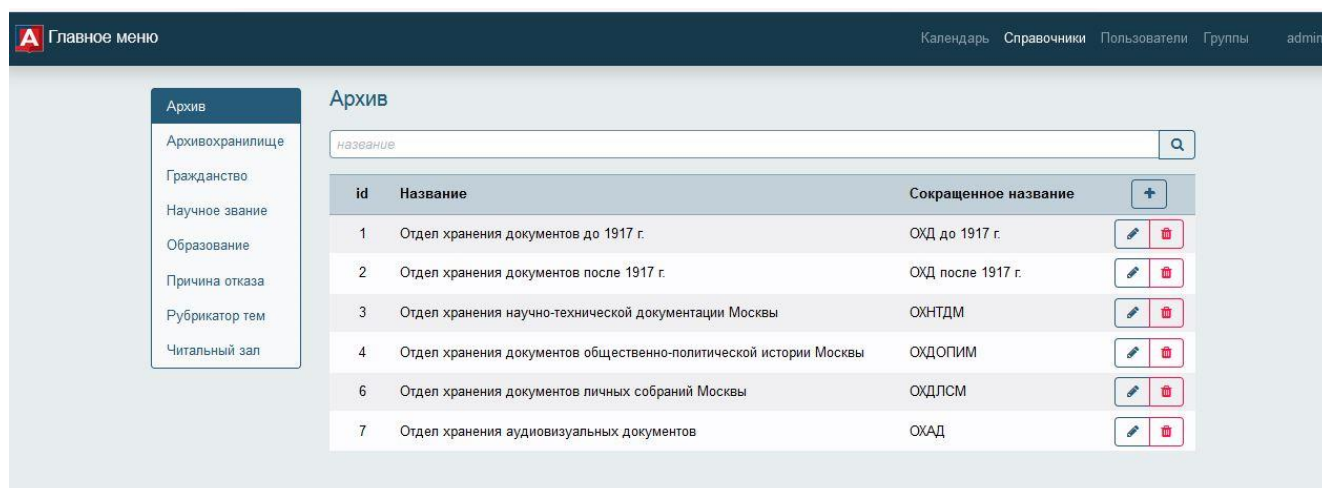 Главное меню
Календарь Справочники Пользователи Группы admin
Архив
Архивохранилище
Гражданство
Научное звание
Образование
Причина отказа
Рубрикатор тем
Читальный зал
Архив
название
id Название Сокращенное название
1 Отдел хранения документов до 1917 г. ОХД до 1917 г.
2 Отдел хранения документов после 1917 г. ОХД после 1917 г.
3 Отдел хранения научно-технической документации Москвы ОХНТДМ
4 Отдел хранения документов общественно-политической истории Москвы ОХДОПИМ
6 Отдел хранения документов личных собраний Москвы ОХДЛСМ
7 Отдел хранения аудиовизуальных документов ОХАД